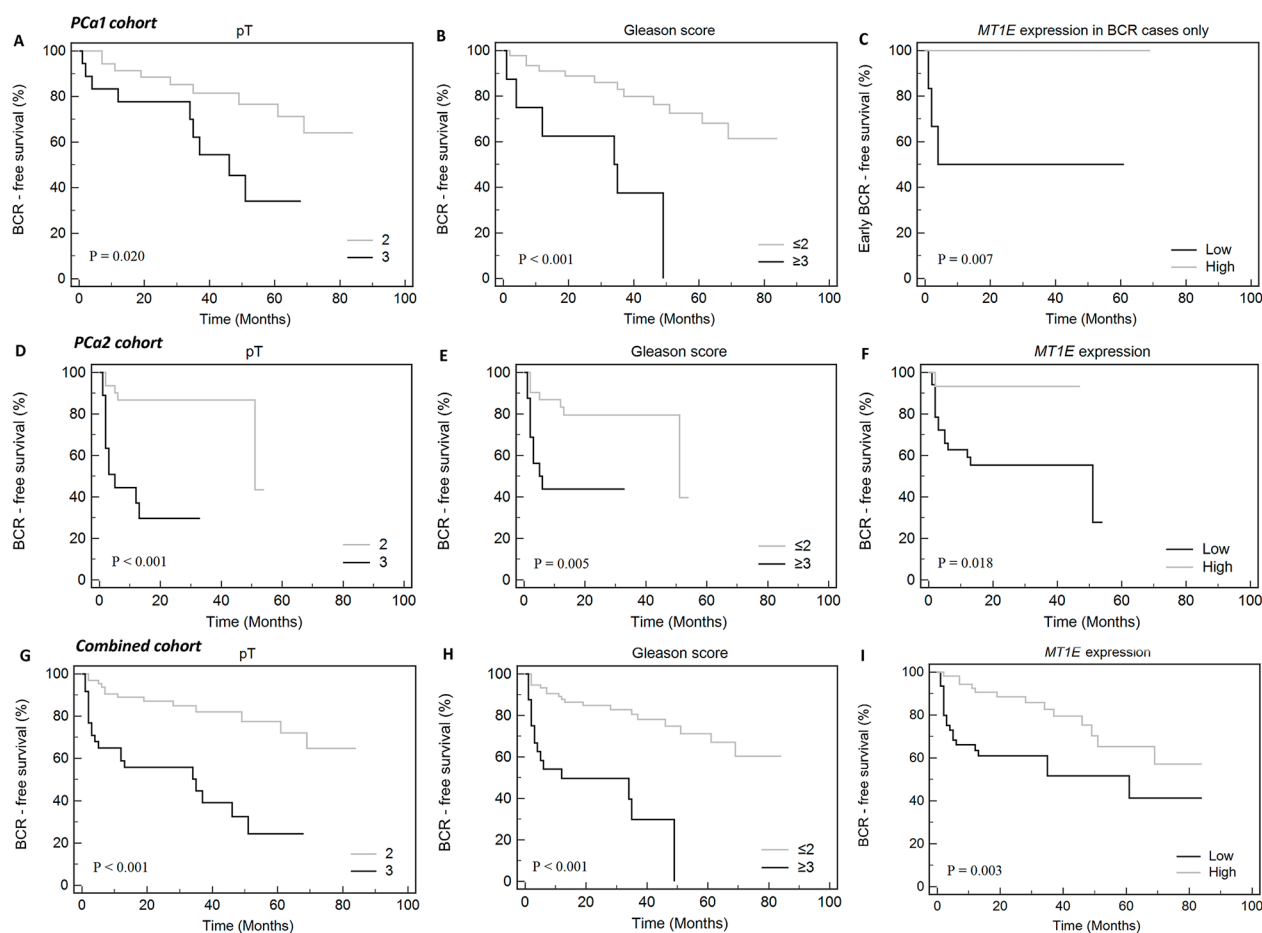 PCa1 cohort
A
pT
BCR - free survival (%)
100
80
60
40
20
0
P = 0.020
2
3
0 20 40 60 80 100
Time (Months)
B
Gleason score
BCR - free survival (%)
100
80
60
40
20
0
P < 0.001
≤2
≥3
0 20 40 60 80 100
Time (Months)
C
MT1E expression in BCR cases only
Early BCR - free survival (%)
100
80
60
40
20
0
P = 0.007
Low
High
0 20 40 60 80 100
Time (Months)
PCa2 cohort
D
pT
BCR - free survival (%)
100
80
60
40
20
0
P < 0.001
2
3
0 20 40 60 80 100
Time (Months)
E
Gleason score
BCR - free survival (%)
100
80
60
40
20
0
P = 0.005
≤2
≥3
0 20 40 60 80 100
Time (Months)
F
MT1E expression
BCR - free survival (%)
100
80
60
40
20
0
P = 0.018
Low
High
0 20 40 60 80 100
Time (Months)
Combined cohort
G
pT
BCR - free survival (%)
100
80
60
40
20
0
P < 0.001
2
3
0 20 40 60 80 100
Time (Months)
H
Gleason score
BCR - free survival (%)
100
80
60
40
20
0
P < 0.001
≤2
≥3
0 20 40 60 80 100
Time (Months)
I
MT1E expression
BCR - free survival (%)
100
80
60
40
20
0
P = 0.003
Low
High
0 20 40 60 80 100
Time (Months)